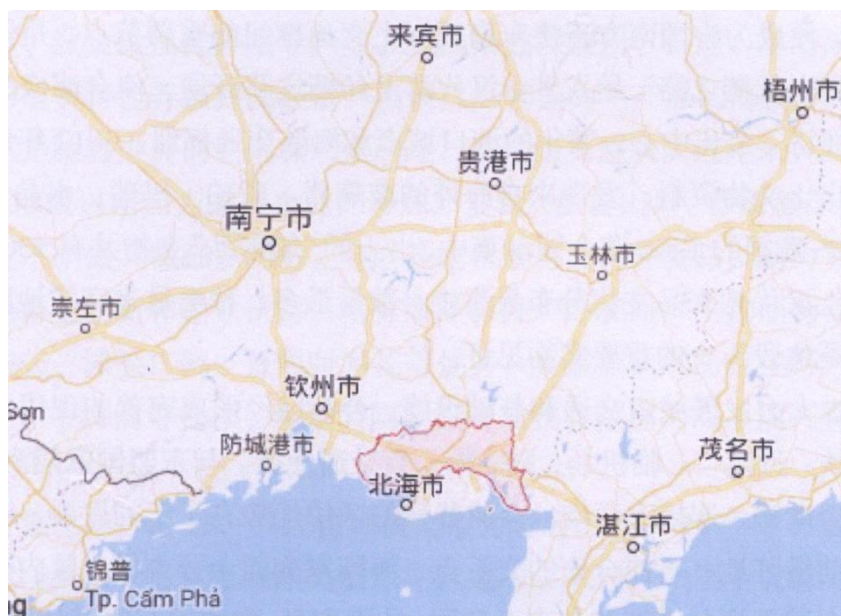 来宾市
梧州市
贵港市
南宁市
玉林市
崇左市
钦州市
Sơn
防城港市
茂名市
北海市
湛江市
锦普
Tp. Cẩm Phả
ng